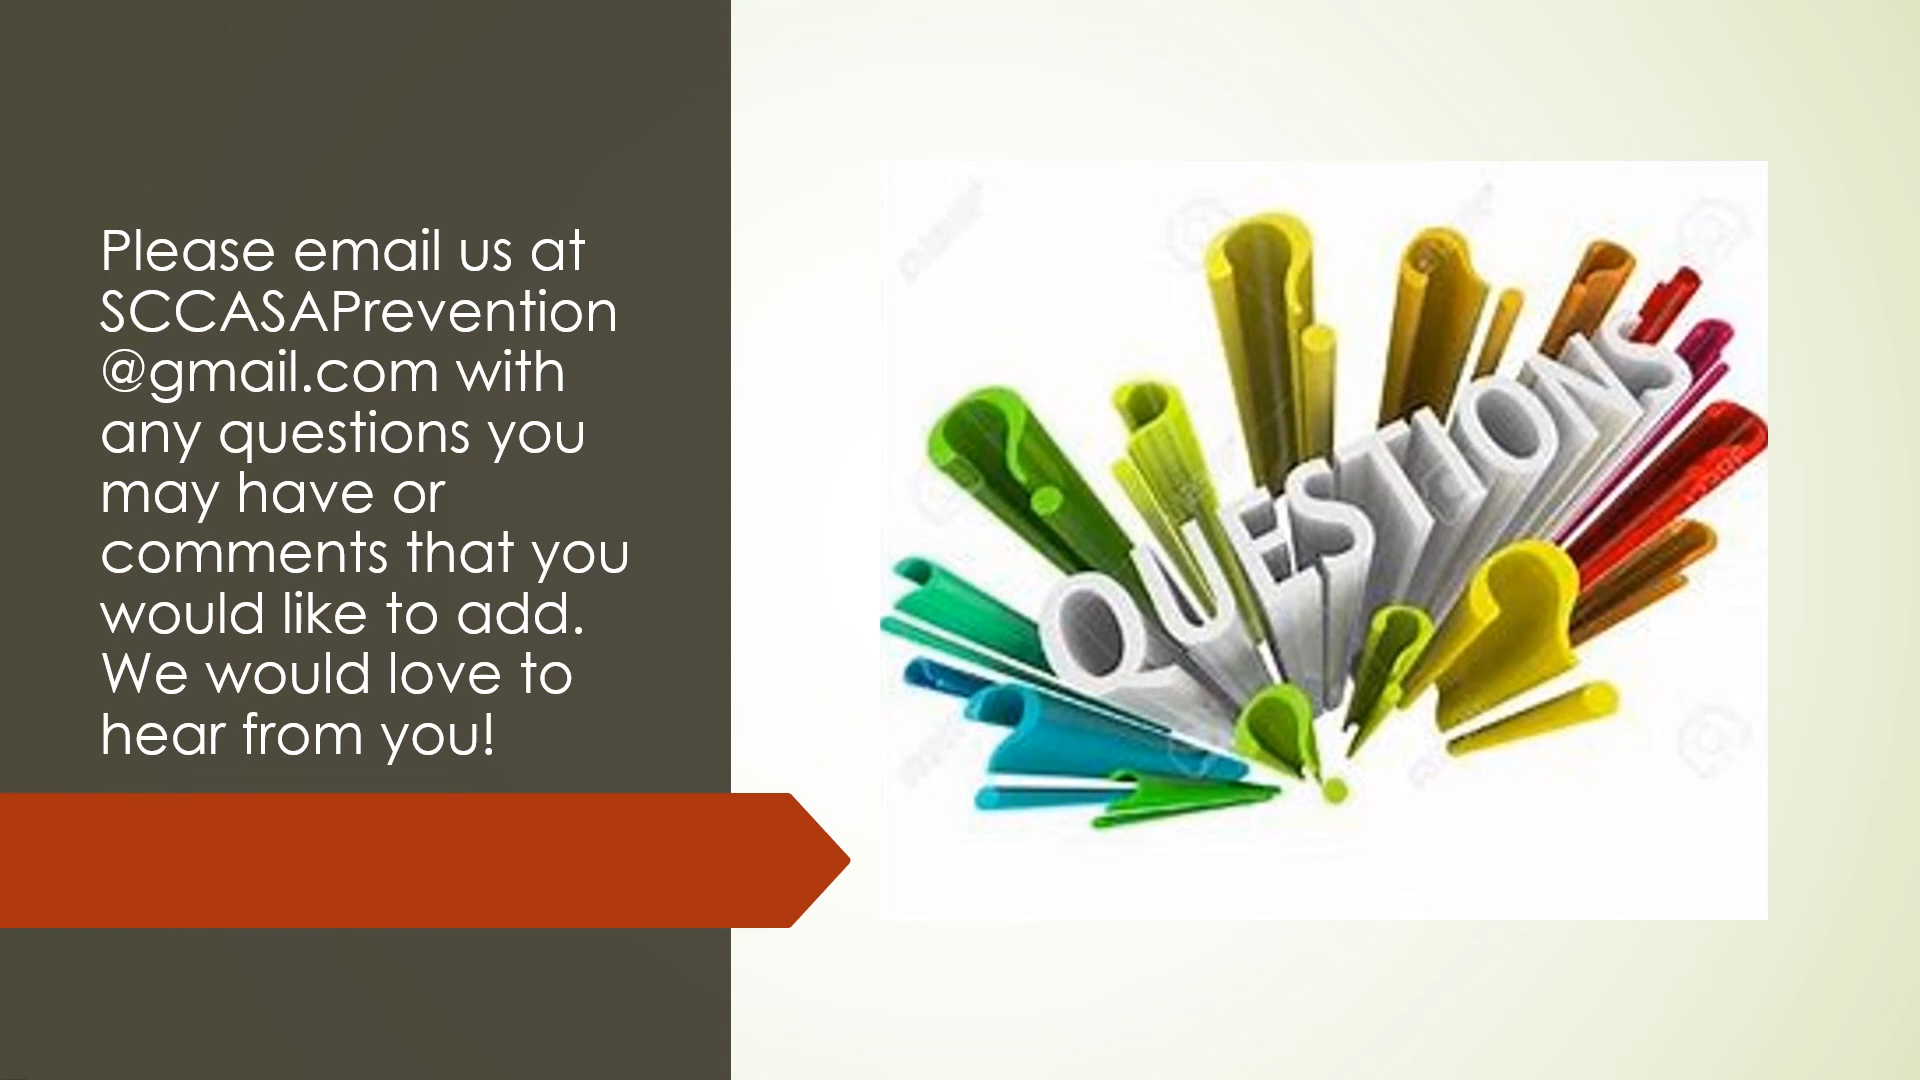 Please email us at
SCCASAPrevention
@gmail.com with
any questions you
may have or
comments that you
would like to add.
We would love to
hear from you!
QUESTIONS